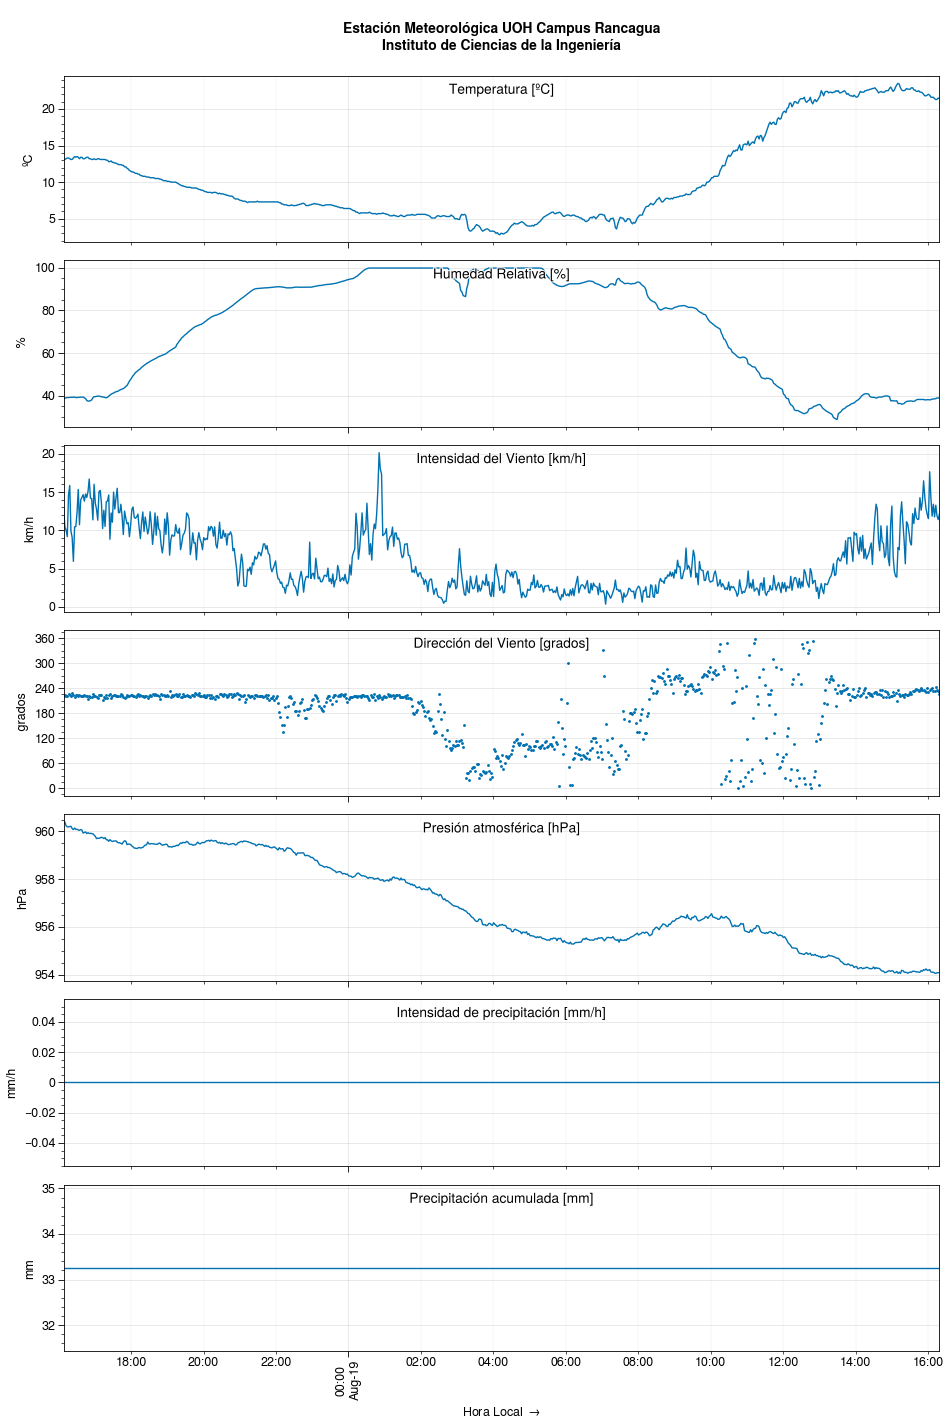 Estación Meteorológica UOH Campus Rancagua
Instituto de Ciencias de la Ingeniería
Temperatura [ºC]
20
15
10
5
ºC
Humedad Relativa [%]
100
80
60
40
%
Intensidad del Viento [km/h]
20
15
10
5
0
km/h
Dirección del Viento [grados]
360
300
240
180
120
60
0
grados
Presión atmosférica [hPa]
960
958
956
954
hPa
Intensidad de precipitación [mm/h]
0.04
0.02
0
−0.02
−0.04
mm/h
Precipitación acumulada [mm]
35
34
33
32
mm
18:00 20:00 22:00 00:00 02:00 04:00 06:00 08:00 10:00 12:00 14:00 16:00
Aug-19
Hora Local →